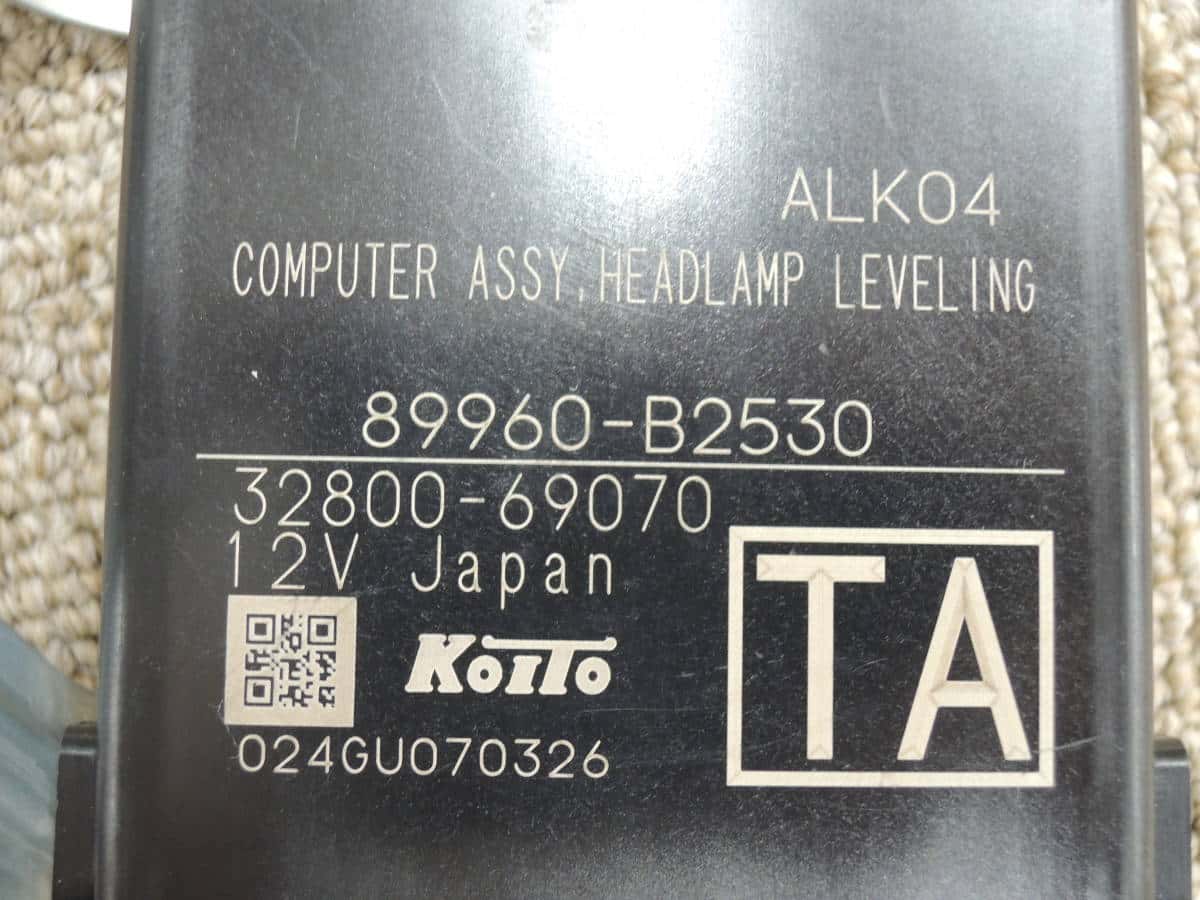 ALK04
COMPUTER ASSY, HEADLAMP LEVELING
89960-B2530
32800-69070
12V Japan
KOITO
TA
024GU070326